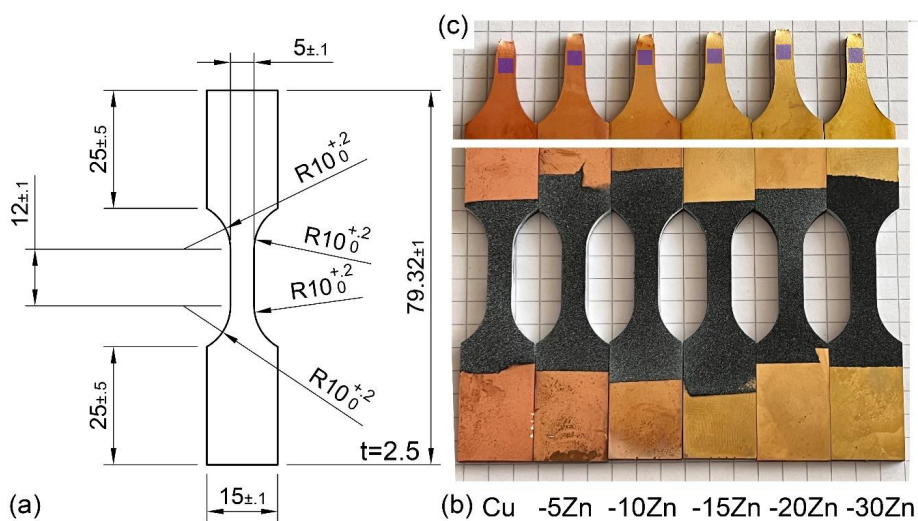 (c)
5±.1
25±.5
R10 +.2 0
12±.1
R10 +.2 0
R10 +.2 0
79.32±1
25±.5
R10 +.2 0
t=2.5
15±.1
(a)
(b) Cu -5Zn -10Zn -15Zn -20Zn -30Zn